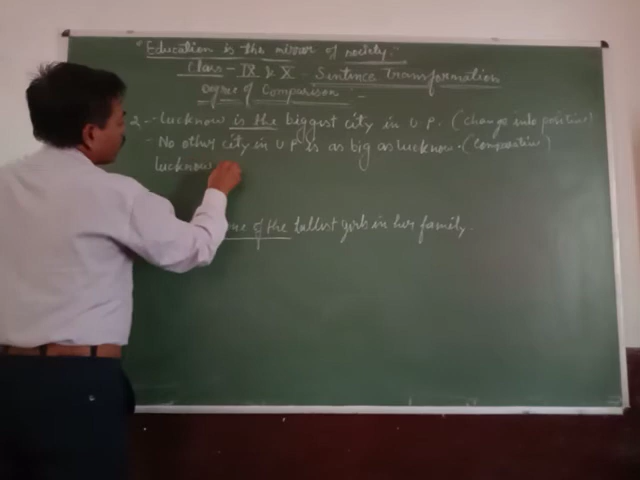 "Education is the mirror of society."
Class - IX & X - Sentence Transformation
Degree of Comparison :-
2 - Lucknow is the biggest city in U P. (Change into positive)
- No other city in U P is as big as Lucknow. (Comparative)
Lucknow
one of the tallest girls in her family.